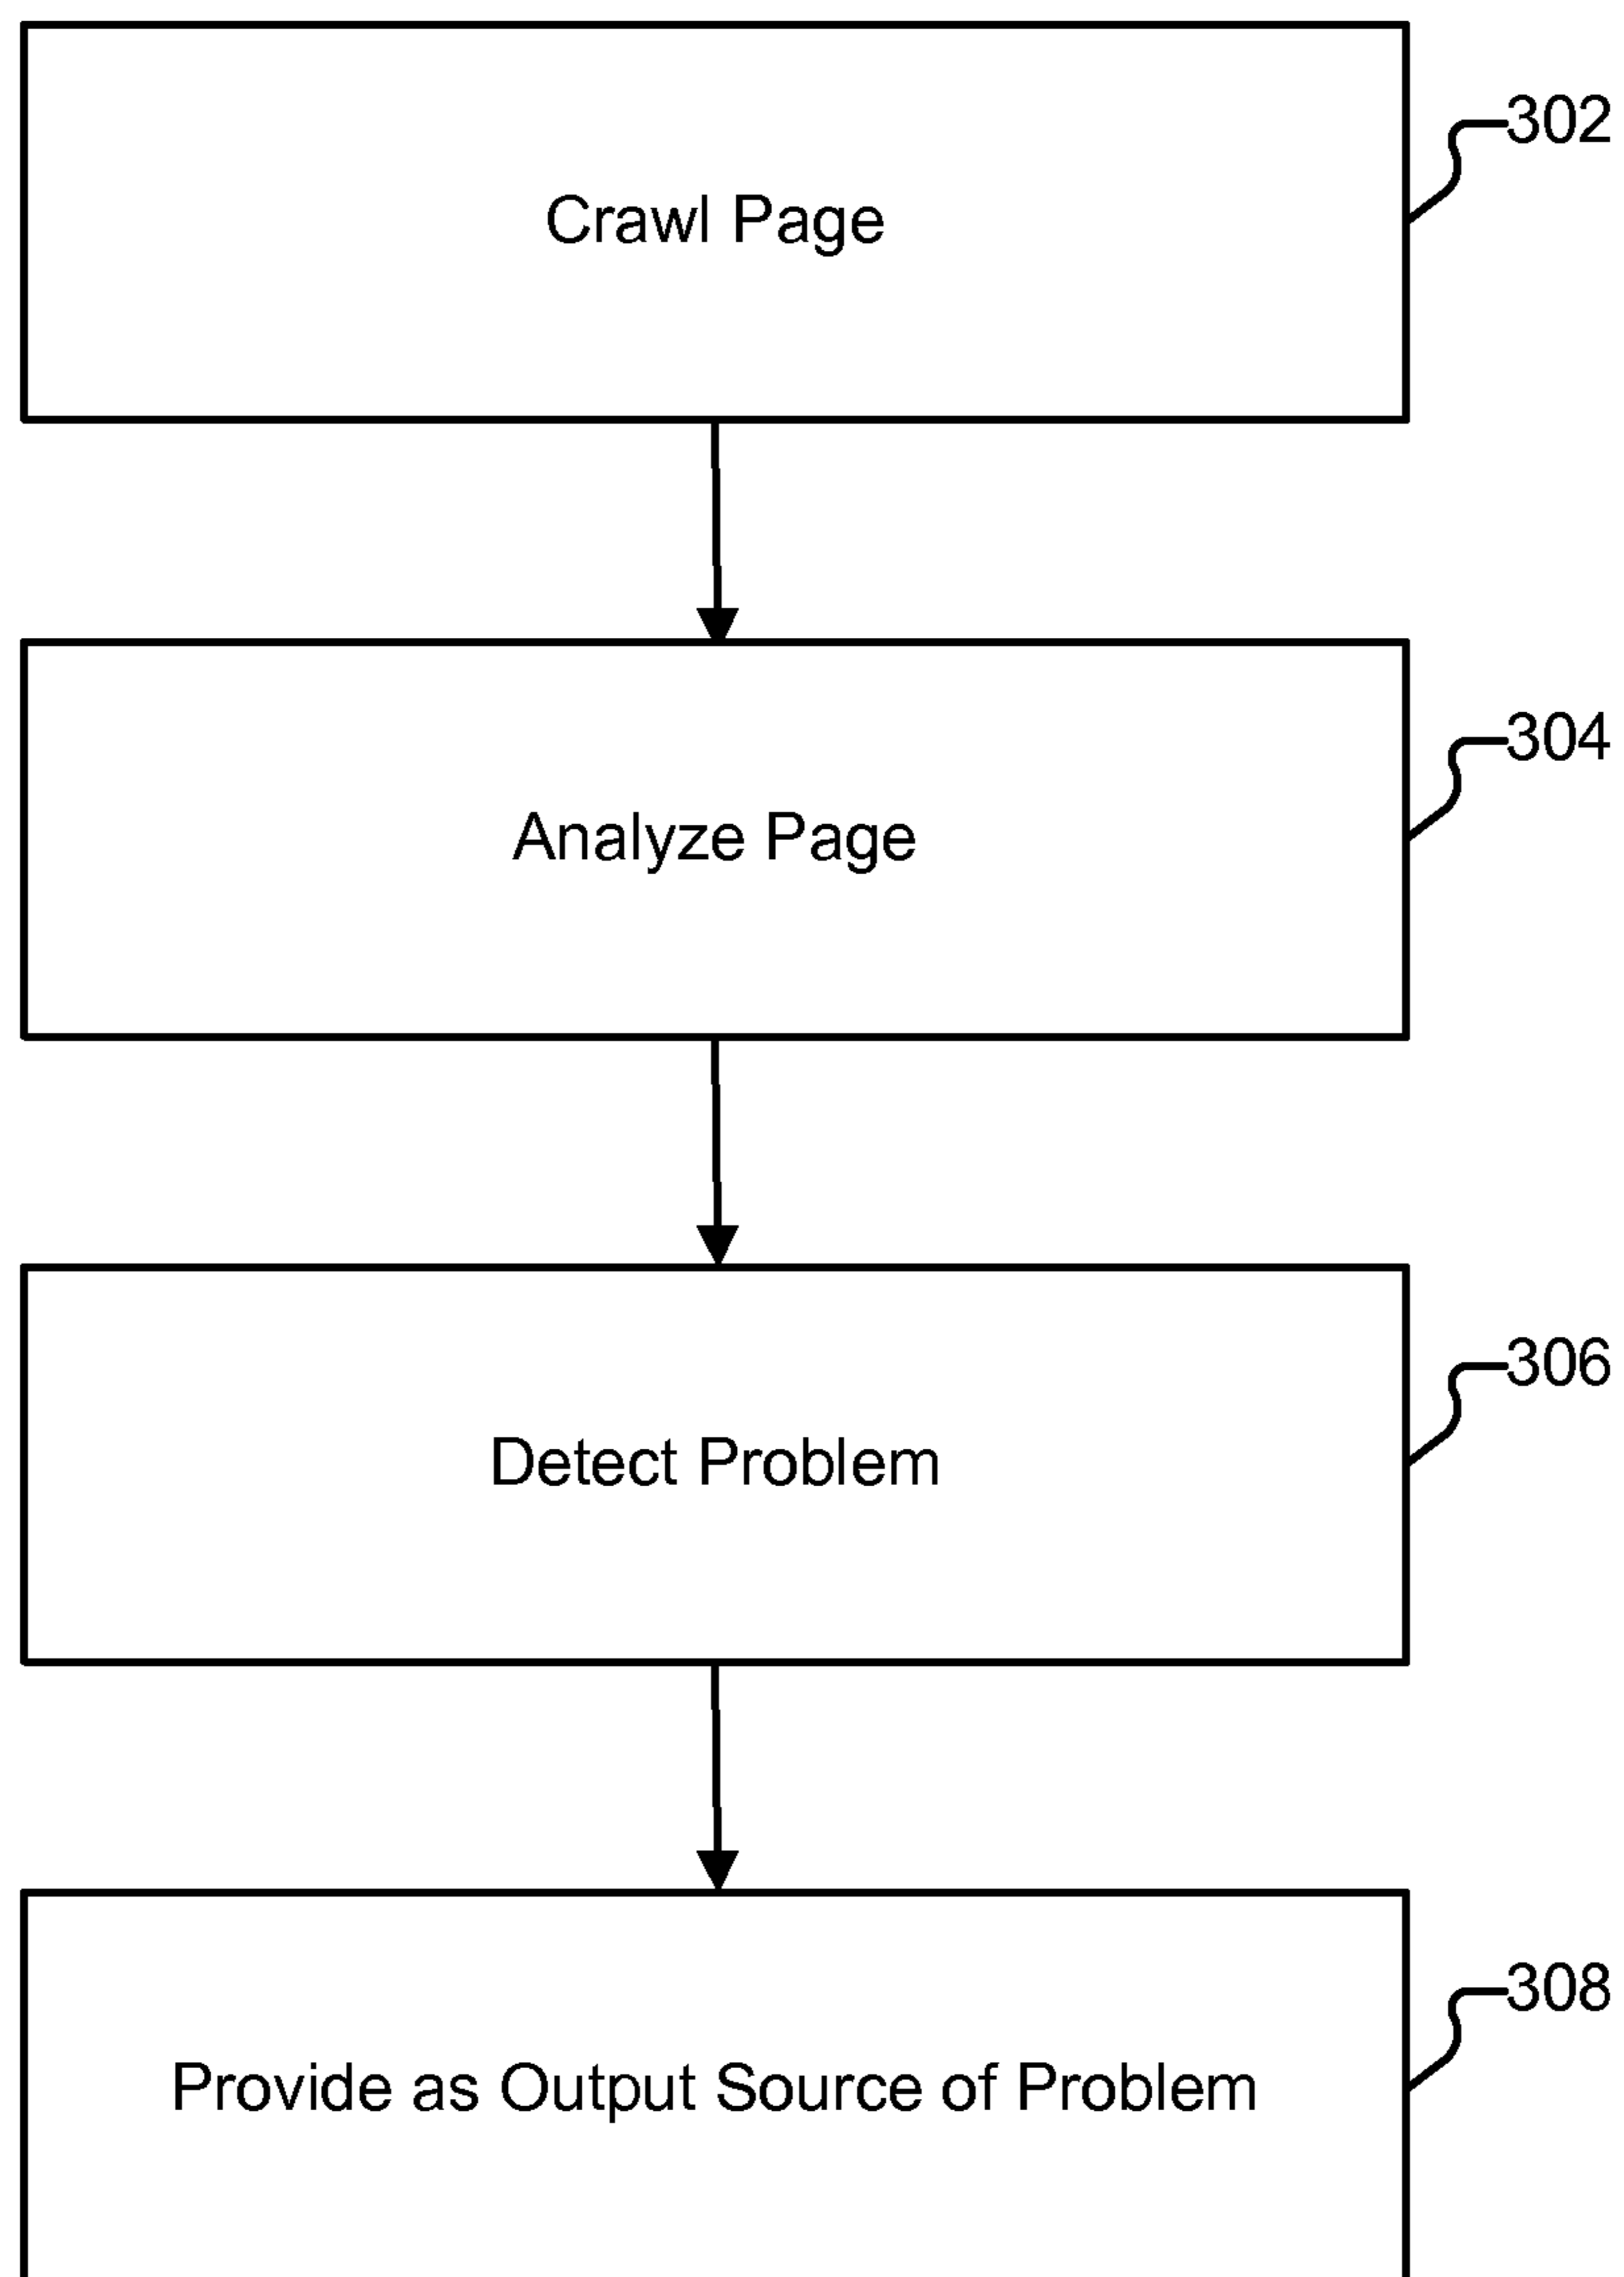 302
Crawl Page
304
Analyze Page
306
Detect Problem
308
Provide as Output Source of Problem